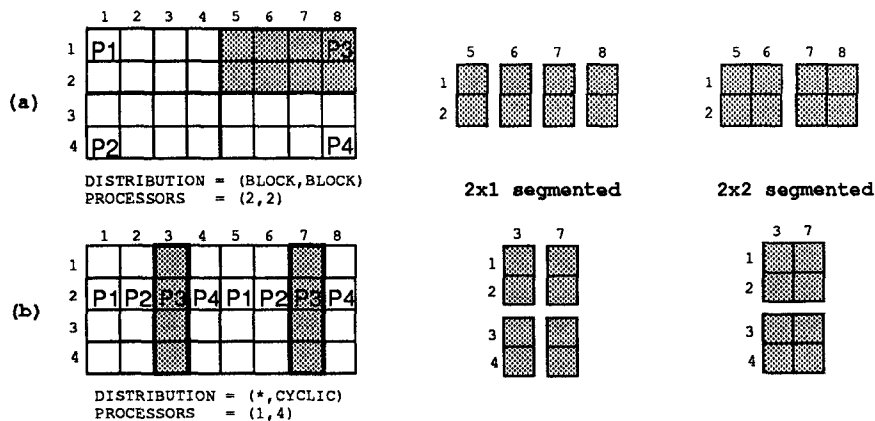 1 2 3 4 5 6 7 8
1 P1 P3
2
(a)
3
4 P2 P4
DISTRIBUTION = (BLOCK,BLOCK)
PROCESSORS = (2,2)
5 6 7 8
1
2
2x1 segmented
5 6 7 8
1
2
2x2 segmented
1 2 3 4 5 6 7 8
1
2 P1 P2 P3 P4 P1 P2 P3 P4
(b)
3
4
DISTRIBUTION = (*,CYCLIC)
PROCESSORS = (1,4)
3 7
1
2
3
4
3 7
1
2
3
4